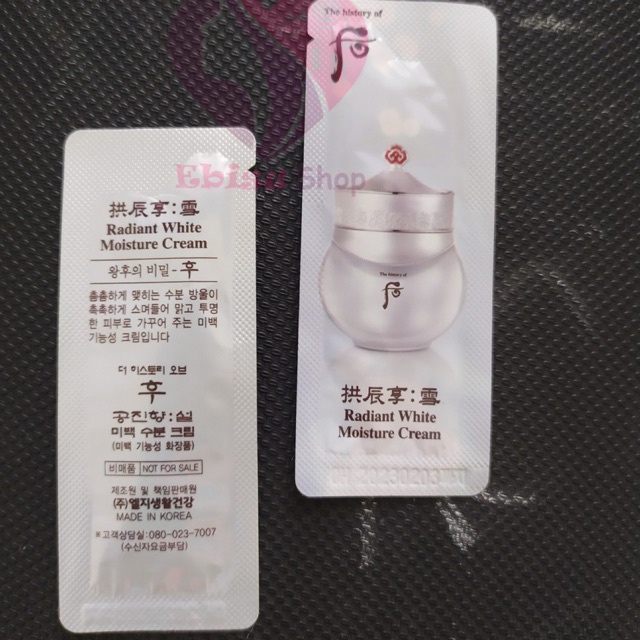 The history of
후
Ebisu Shop
拱辰享:雪
Radiant White
Moisture Cream
왕후의 비밀-후
촘촘하게 맺히는 수분 방울이
촉촉하게 스며들어 맑고 투명
한 피부로 가꾸어 주는 미백
기능성 크림입니다
더 히스토리 오브
후
공진향:설
미백 수분 크림
(미백 기능성 화장품)
비매품 NOT FOR SALE
제조원 및 책임판매원
(주)엘지생활건강
MADE IN KOREA
*고객상담실:080-023-7007
(수신자요금부담)
The history of
후
拱辰享:雪
Radiant White
Moisture Cream
20230203